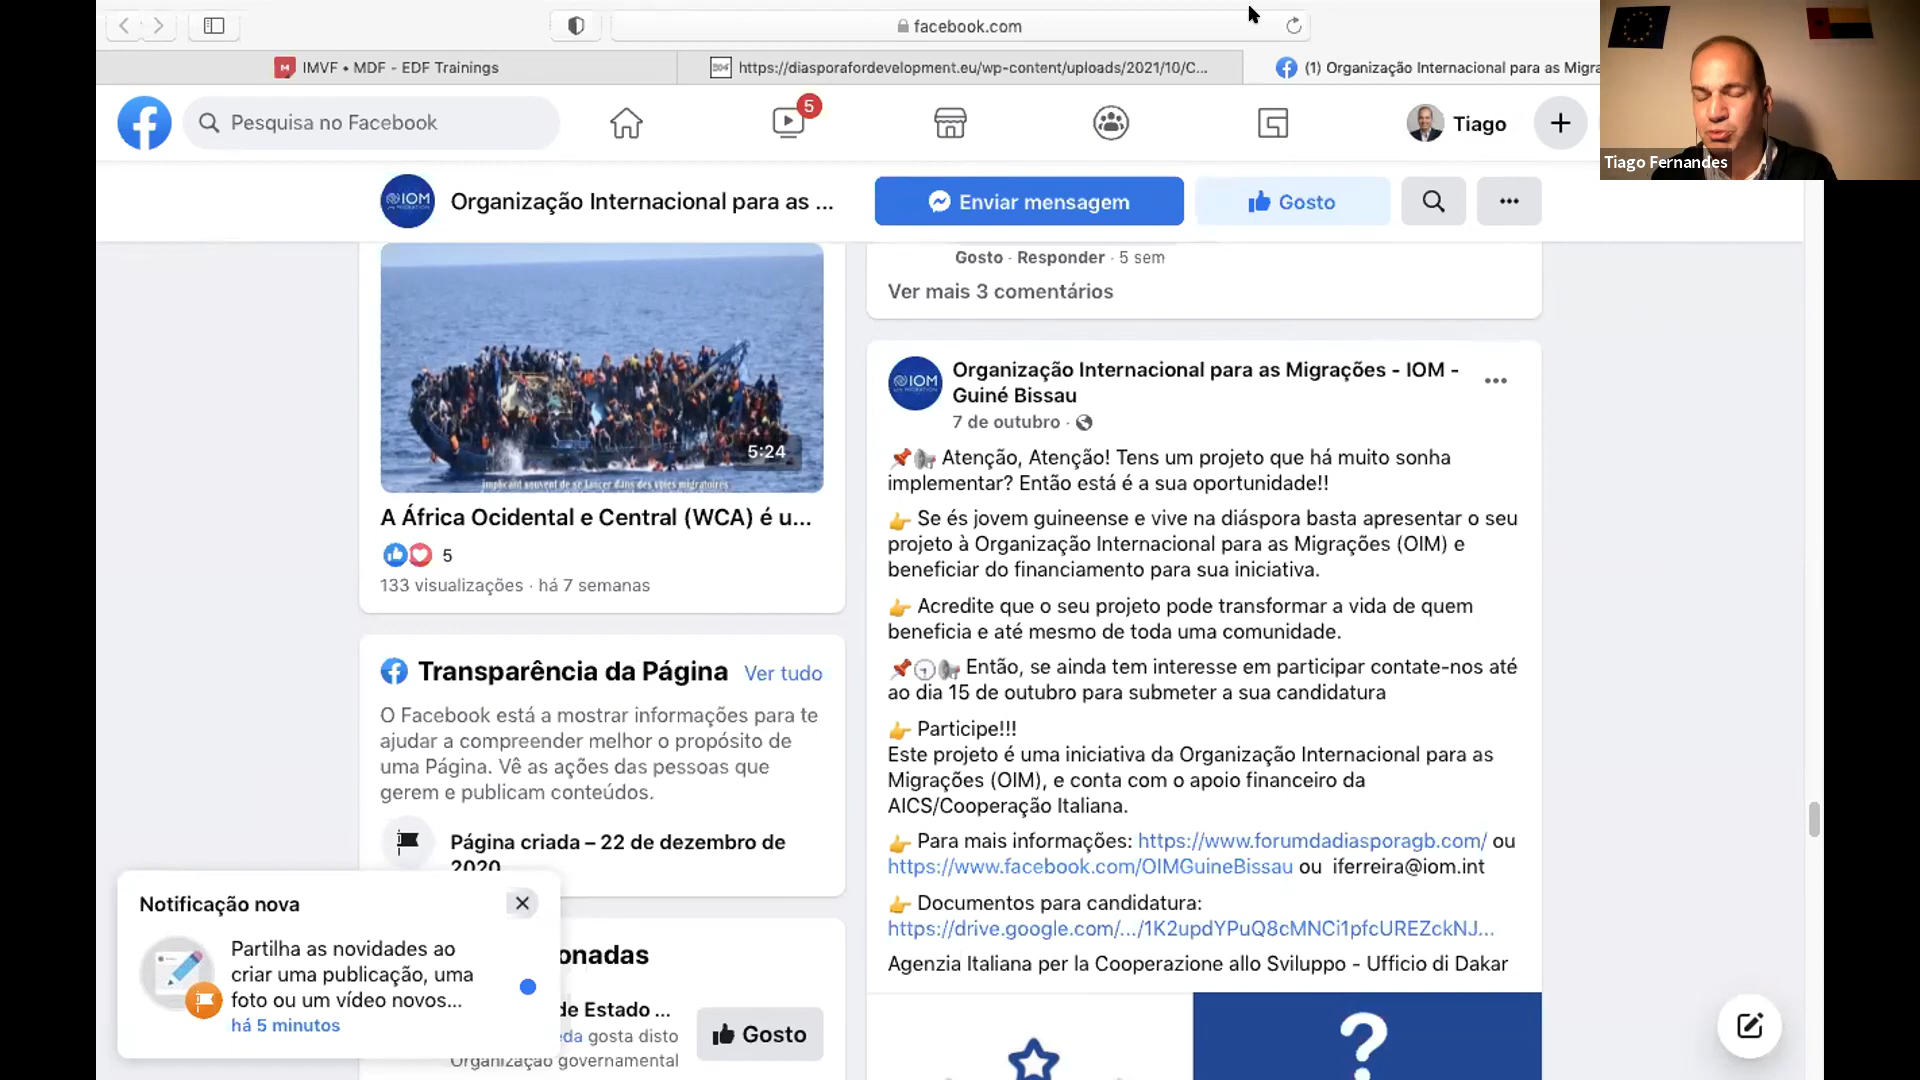 facebook.com
IMVF • MDF - EDF Trainings
https://diasporafordevelopment.eu/wp-content/uploads/2021/10/C...
(1) Organização Internacional para as Migra
Pesquisa no Facebook
5
Tiago
Tiago Fernandes
IOM
Organização Internacional para as ...
Enviar mensagem
Gosto
5:24
implicant souvent de se lancer dans des voies migratoires
A África Ocidental e Central (WCA) é u...
5
133 visualizações · há 7 semanas
Transparência da Página
Ver tudo
O Facebook está a mostrar informações para te
ajudar a compreender melhor o propósito de
uma Página. Vê as ações das pessoas que
gerem e publicam conteúdos.
Página criada – 22 de dezembro de
2020
onadas
de Estado ...
eda gosta disto
Organização governamental
Gosto
Notificação nova
Partilha as novidades ao
criar uma publicação, uma
foto ou um vídeo novos...
há 5 minutos
Gosto · Responder · 5 sem
Ver mais 3 comentários
IOM
Organização Internacional para as Migrações - IOM -
Guiné Bissau
7 de outubro ·
Atenção, Atenção! Tens um projeto que há muito sonha
implementar? Então está é a sua oportunidade!!
Se és jovem guineense e vive na diáspora basta apresentar o seu
projeto à Organização Internacional para as Migrações (OIM) e
beneficiar do financiamento para sua iniciativa.
Acredite que o seu projeto pode transformar a vida de quem
beneficia e até mesmo de toda uma comunidade.
Então, se ainda tem interesse em participar contate-nos até
ao dia 15 de outubro para submeter a sua candidatura
Participe!!!
Este projeto é uma iniciativa da Organização Internacional para as
Migrações (OIM), e conta com o apoio financeiro da
AICS/Cooperação Italiana.
Para mais informações: https://www.forumdadiasporagb.com/ ou
https://www.facebook.com/OIMGuineBissau ou iferreira@iom.int
Documentos para candidatura:
https://drive.google.com/.../1K2updYPuQ8cMNCi1pfcUREZckNJ...
Agenzia Italiana per la Cooperazione allo Sviluppo - Ufficio di Dakar
?